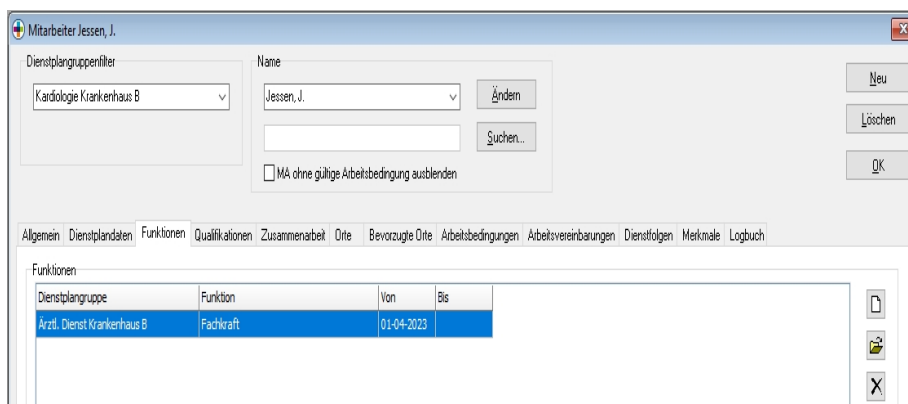 Mitarbeiter Jessen, J.
Dienstplangruppenfilter
Kardiologie Krankenhaus B
Name
Jessen, J.
Ändern
Suchen...
MA ohne gültige Arbeitsbedingung ausblenden
Neu
Löschen
OK
Allgemein Dienstplandaten Funktionen Qualifikationen Zusammenarbeit Orte Bevorzugte Orte Arbeitsbedingungen Arbeitsvereinbarungen Dienstfolgen Merkmale Logbuch
Funktionen
Dienstplangruppe Funktion Von Bis
Ärztl. Dienst Krankenhaus B Fachkraft 01-04-2023